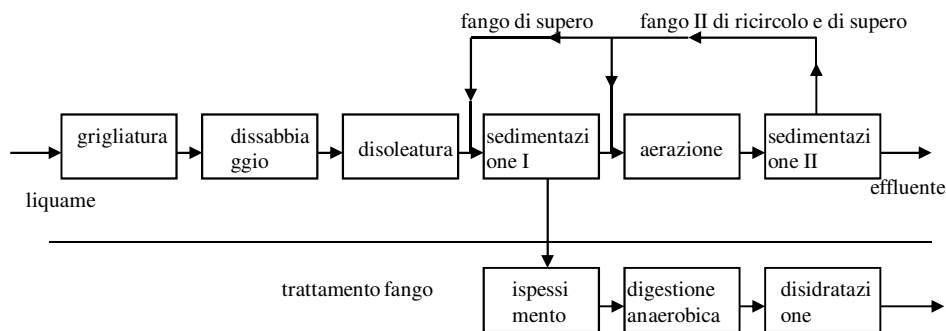 fango di supero
fango II di ricircolo e di supero
grigliatura
dissabbia
ggio
disoleatura
sedimentazi
one I
aerazione
sedimentazi
one II
liquame
effluente
trattamento fango
ispessi
mento
digestione
anaerobica
disidratazi
one